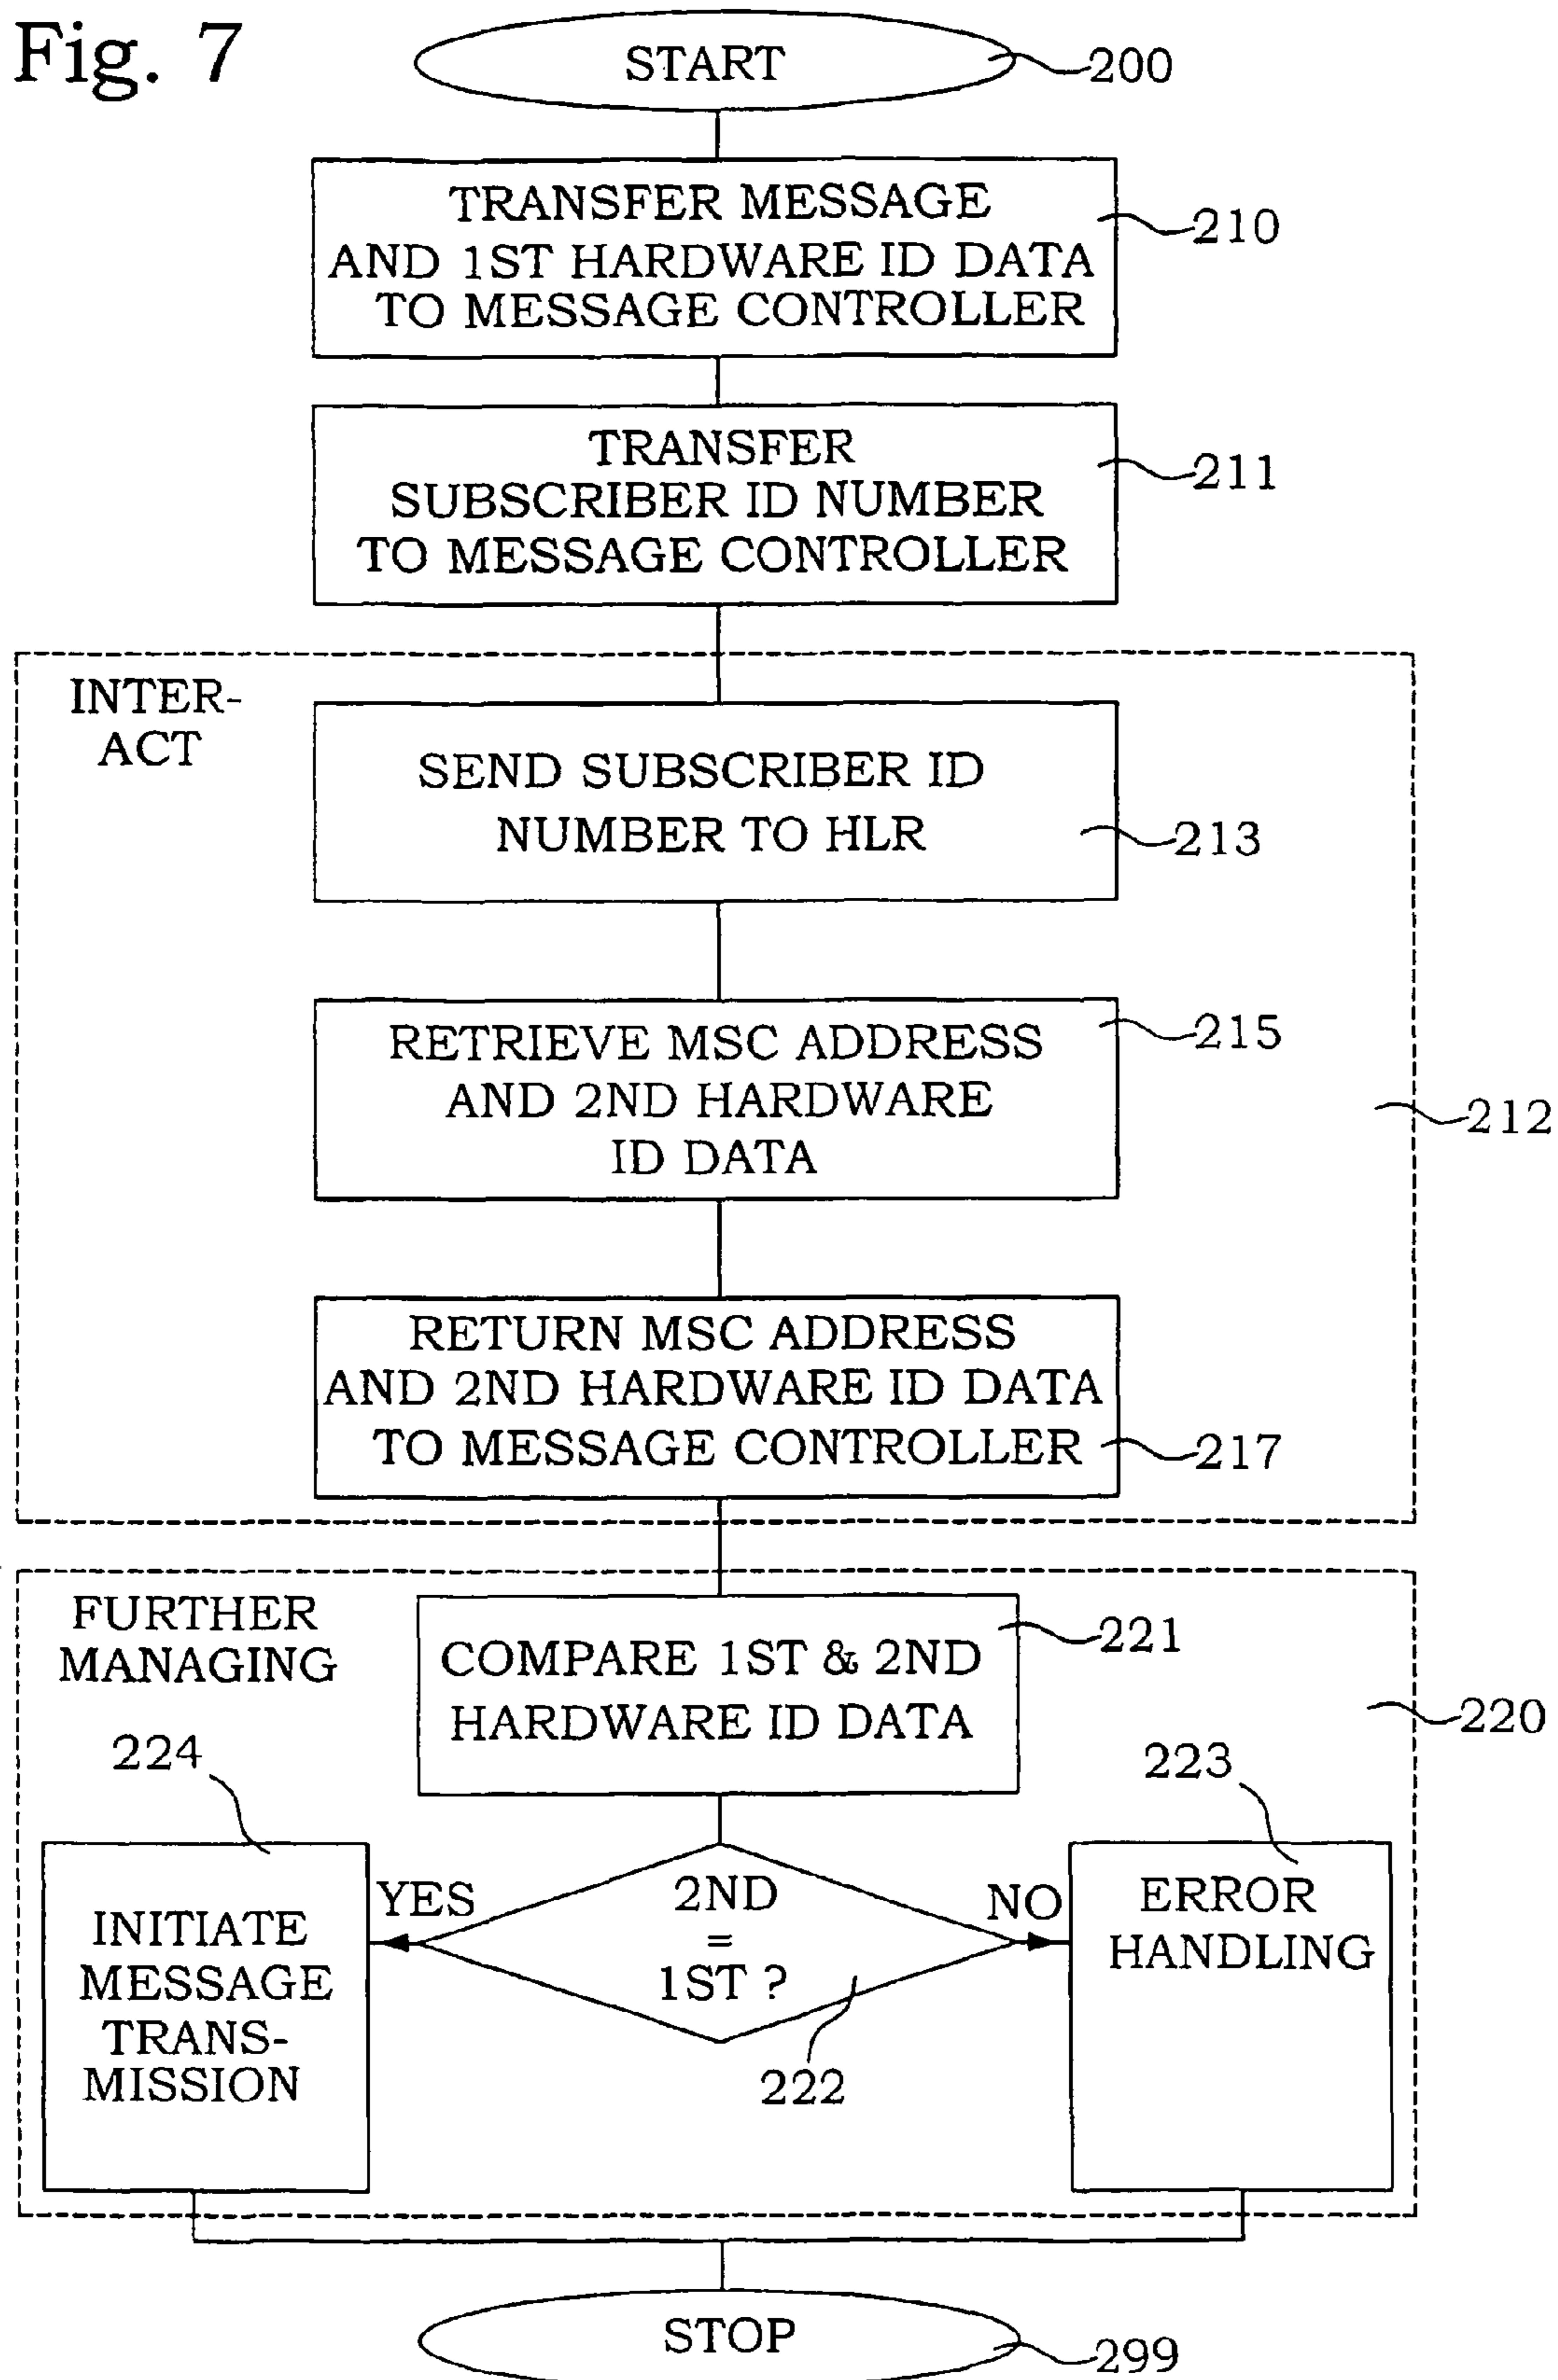 Fig. 7
START
200
TRANSFER MESSAGE
AND 1ST HARDWARE ID DATA
TO MESSAGE CONTROLLER
210
TRANSFER
SUBSCRIBER ID NUMBER
TO MESSAGE CONTROLLER
211
INTER-
ACT
SEND SUBSCRIBER ID
NUMBER TO HLR
213
RETRIEVE MSC ADDRESS
AND 2ND HARDWARE
ID DATA
215
212
RETURN MSC ADDRESS
AND 2ND HARDWARE ID DATA
TO MESSAGE CONTROLLER
217
FURTHER
MANAGING
COMPARE 1ST & 2ND
HARDWARE ID DATA
221
220
224
223
YES
2ND
=
1ST ?
NO
222
INITIATE
MESSAGE
TRANS-
MISSION
ERROR
HANDLING
STOP
299